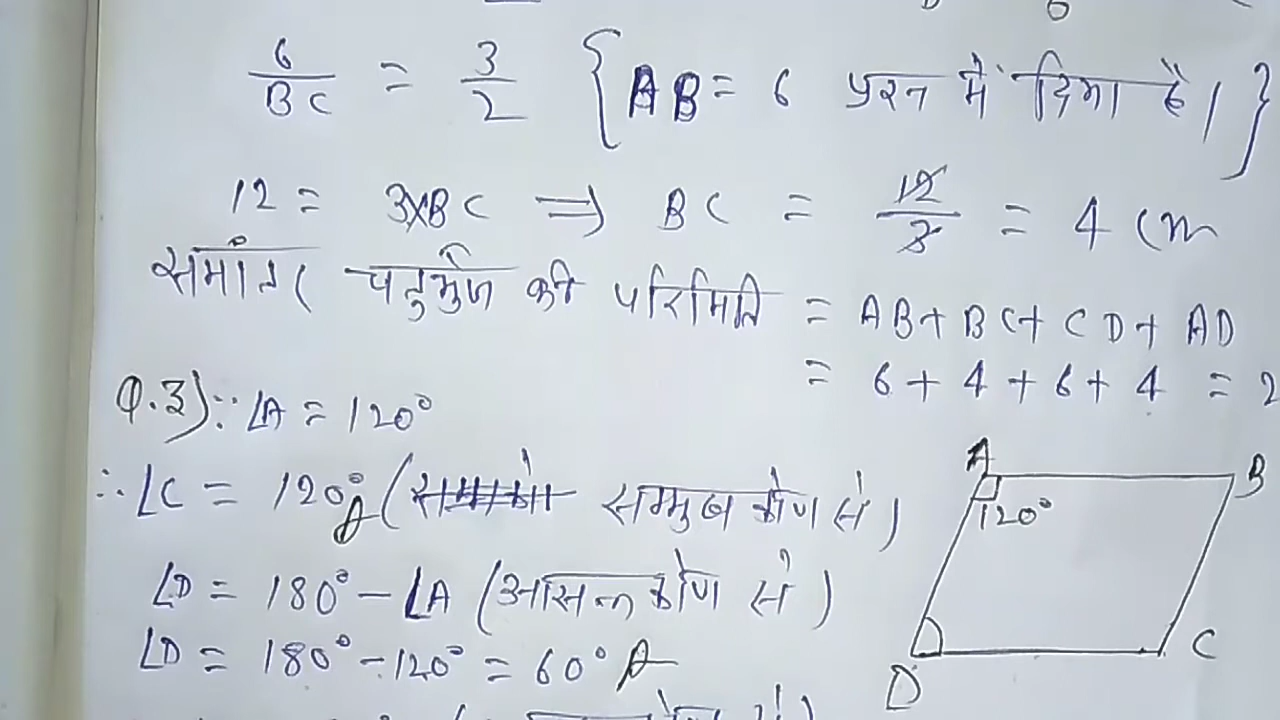 6/BC = 3/2 {AB = 6 प्रश्न में दिया है।}
12 = 3×BC ⇒ BC = 12/3 = 4 cm
समांतर चतुर्भुज की परिमिति = AB + BC + CD + AD
= 6 + 4 + 6 + 4 = 2
Q.3) ∵ ∠A = 120°
∴ ∠C = 120° A (सम्मुख कोण से)
∠D = 180° - ∠A (आसन्न कोण से)
∠D = 180° - 120° = 60° A
A B
120°
D C